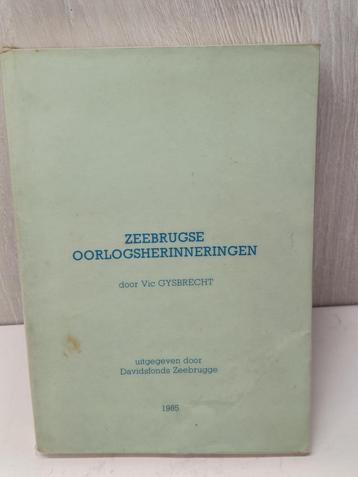 ZEEBRUGSE
OORLOGSHERINNERINGEN
door Vic GYSBRECHT
uitgegeven door
Davidsfonds Zeebrugge
1985